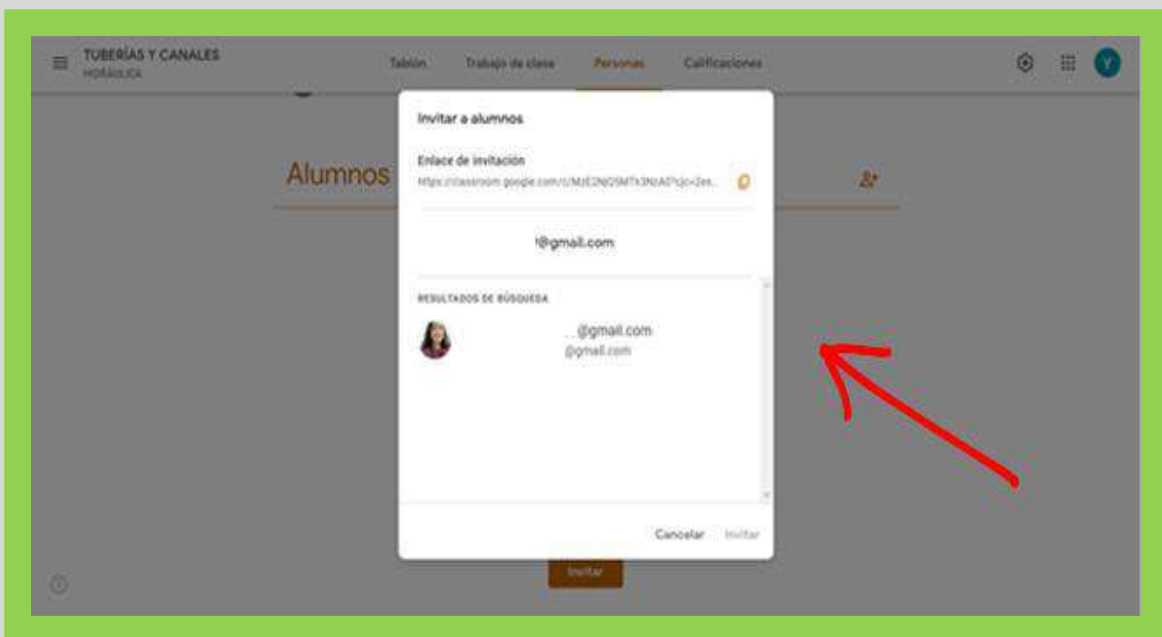 TUBERÍAS Y CANALES
HIDRÁULICA
Tablón Trabajo de clase Personas Calificaciones
Y
Invitar a alumnos
Enlace de invitación
Alumnos
@gmail.com
RESULTADOS DE BÚSQUEDA
@gmail.com
@gmail.com
Cancelar Invitar
Invitar